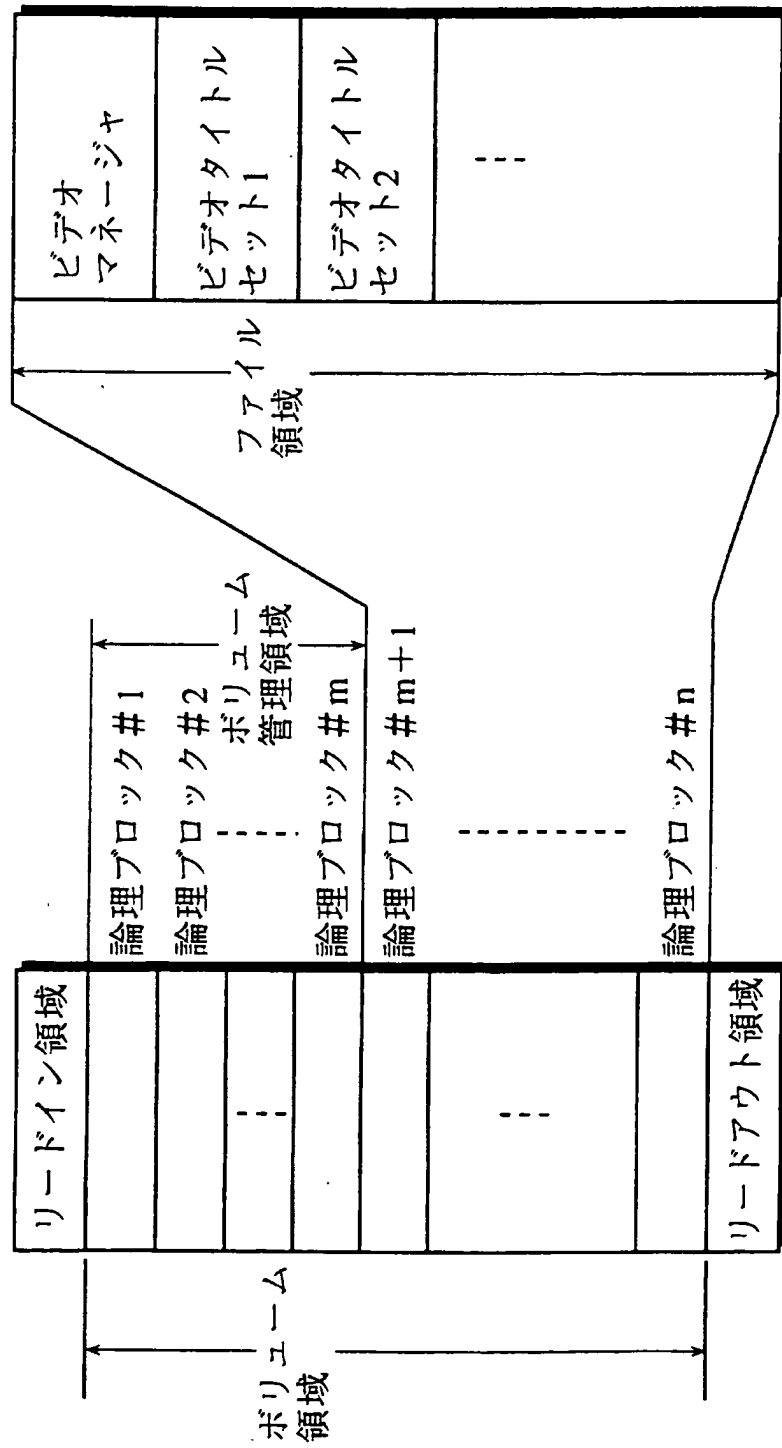 ボリューム
領域
リードイン領域
リードアウト領域
論理ブロック#1
論理ブロック#2
論理ブロック#m
論理ブロック#m+1
論理ブロック#n
ボリューム
管理領域
ファイル
領域
ビデオ
マネージャ
ビデオタイトル
セット1
ビデオタイトル
セット2